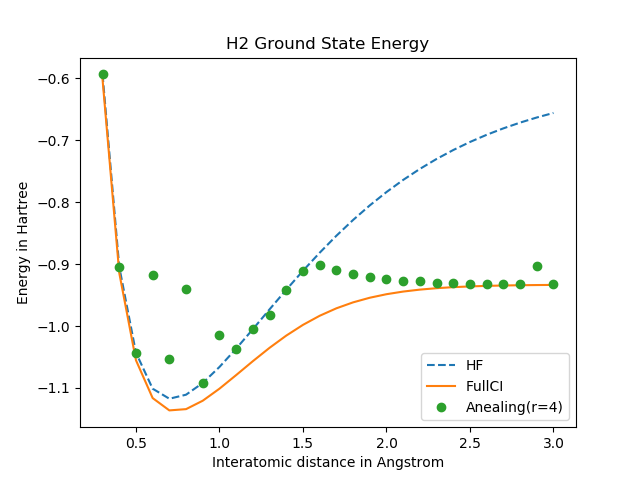 H2 Ground State Energy
Energy in Hartree
−0.6
−0.7
−0.8
−0.9
−1.0
−1.1
0.5
1.0
1.5
2.0
2.5
3.0
Interatomic distance in Angstrom
HF
FullCI
Anealing(r=4)